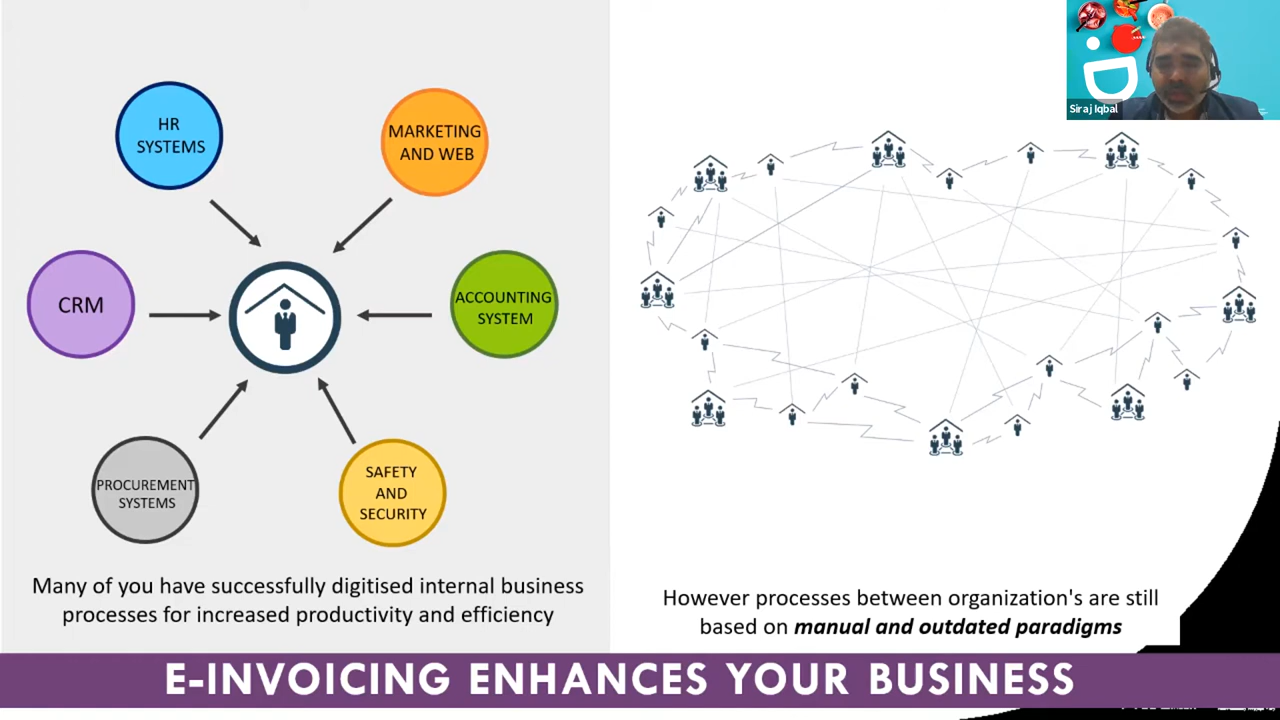 HR
SYSTEMS
MARKETING
AND WEB
CRM
ACCOUNTING
SYSTEM
PROCUREMENT
SYSTEMS
SAFETY
AND
SECURITY
Many of you have successfully digitised internal business
processes for increased productivity and efficiency
Siraj Iqbal
However processes between organization's are still
based on manual and outdated paradigms
E-INVOICING ENHANCES YOUR BUSINESS